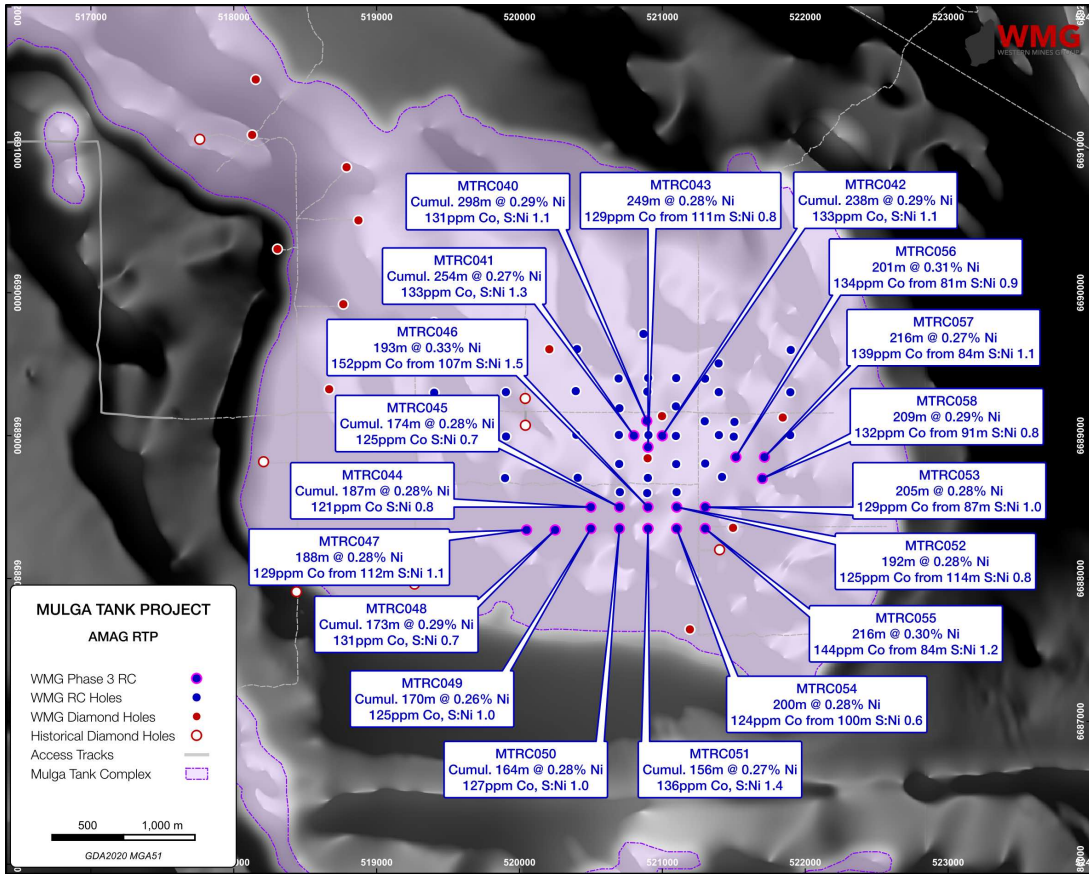 517000
518000
519000
520000
521000
522000
523000
WMG
WESTERN MINES GROUP
6691000
6691000
6690000
6690000
6689000
6689000
6688000
6687000
MTRC040
Cumul. 298m @ 0.29% Ni
131ppm Co, S:Ni 1.1
MTRC043
249m @ 0.28% Ni
129ppm Co from 111m S:Ni 0.8
MTRC042
Cumul. 238m @ 0.29% Ni
133ppm Co, S:Ni 1.1
MTRC041
Cumul. 254m @ 0.27% Ni
133ppm Co, S:Ni 1.3
MTRC056
201m @ 0.31% Ni
134ppm Co from 81m S:Ni 0.9
MTRC046
193m @ 0.33% Ni
152ppm Co from 107m S:Ni 1.5
MTRC057
216m @ 0.27% Ni
139ppm Co from 84m S:Ni 1.1
MTRC045
Cumul. 174m @ 0.28% Ni
125ppm Co S:Ni 0.7
MTRC058
209m @ 0.29% Ni
132ppm Co from 91m S:Ni 0.8
MTRC044
Cumul. 187m @ 0.28% Ni
121ppm Co S:Ni 0.8
MTRC053
205m @ 0.28% Ni
129ppm Co from 87m S:Ni 1.0
MTRC047
188m @ 0.28% Ni
129ppm Co from 112m S:Ni 1.1
MTRC052
192m @ 0.28% Ni
125ppm Co from 114m S:Ni 0.8
MTRC048
Cumul. 173m @ 0.29% Ni
131ppm Co, S:Ni 0.7
MTRC055
216m @ 0.30% Ni
144ppm Co from 84m S:Ni 1.2
MTRC049
Cumul. 170m @ 0.26% Ni
125ppm Co, S:Ni 1.0
MTRC054
200m @ 0.28% Ni
124ppm Co from 100m S:Ni 0.6
MTRC050
Cumul. 164m @ 0.28% Ni
127ppm Co, S:Ni 1.0
MTRC051
Cumul. 156m @ 0.27% Ni
136ppm Co, S:Ni 1.4
MULGA TANK PROJECT
AMAG RTP
WMG Phase 3 RC
WMG RC Holes
WMG Diamond Holes
Historical Diamond Holes
Access Tracks
Mulga Tank Complex
500 1,000 m
GDA2020 MGA51
519000
520000
521000
522000
523000